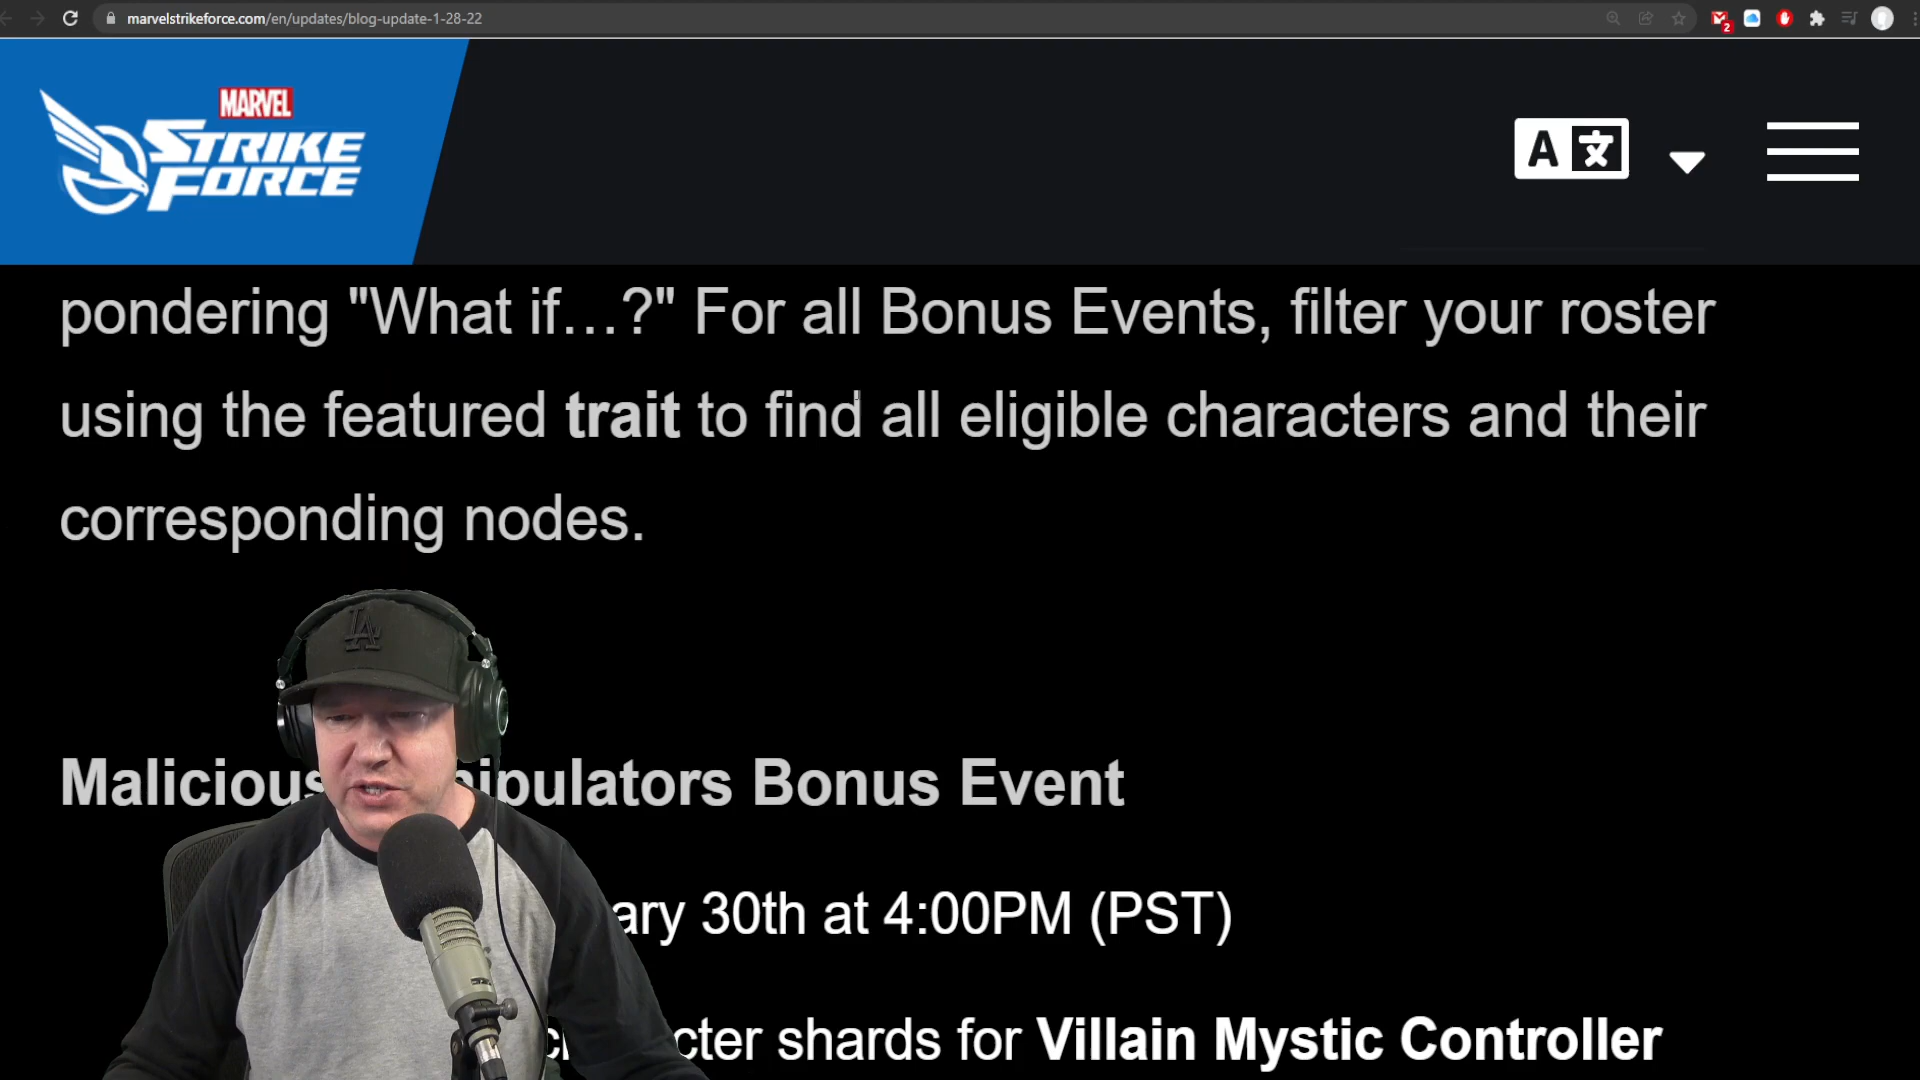 marvelstrikeforce.com/en/updates/blog-update-1-28-22
2
MARVEL
STRIKE
FORCE
A 文
pondering "What if…?" For all Bonus Events, filter your roster
using the featured trait to find all eligible characters and their
corresponding nodes.
LA
Bonus Event
30th at 4:00PM (PST)
shards for Villain Mystic Controller